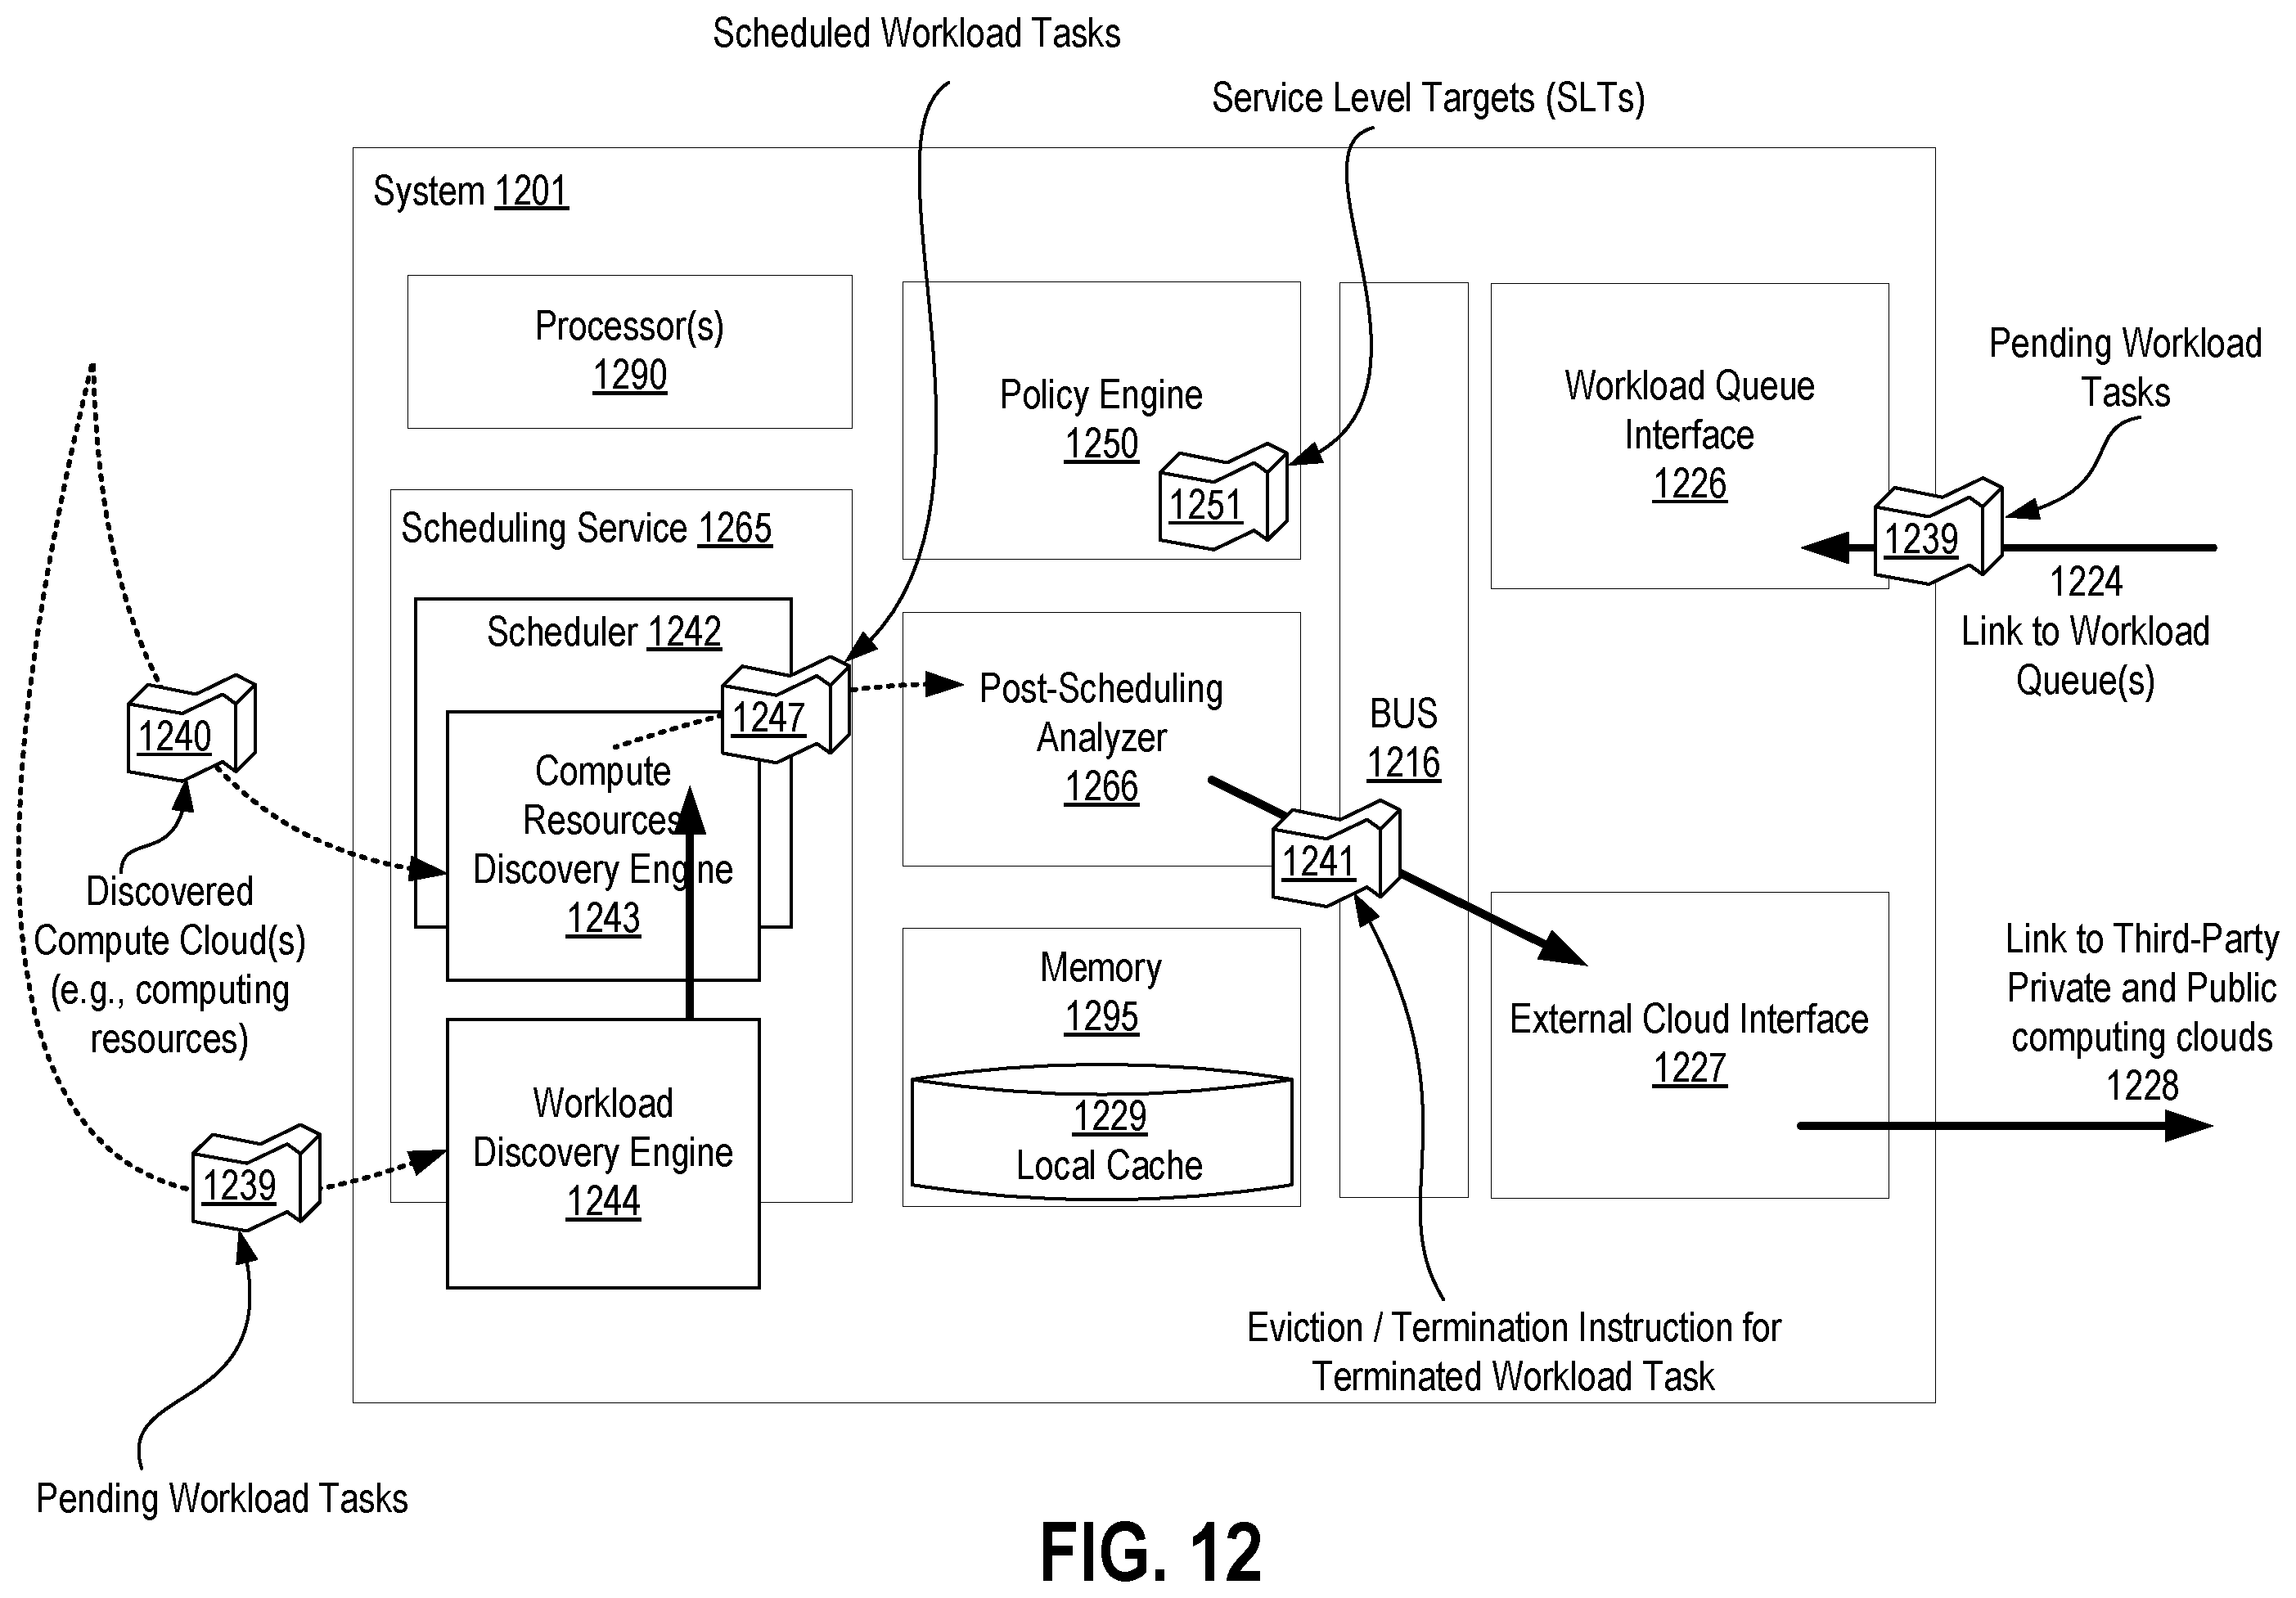 Scheduled Workload Tasks
Service Level Targets (SLTs)
System 1201
Processor(s)
1290
Policy Engine
1250
1251
Workload Queue
Interface
1226
Pending Workload
Tasks
1239
1224
Link to Workload
Queue(s)
Scheduling Service 1265
Scheduler 1242
1247
Compute
Resources
Discovery Engine
1243
Post-Scheduling
Analyzer
1266
BUS
1216
1241
1240
Discovered
Compute Cloud(s)
(e.g., computing
resources)
Memory
1295
1229
Local Cache
External Cloud Interface
1227
Link to Third-Party
Private and Public
computing clouds
1228
Workload
Discovery Engine
1244
1239
Eviction / Termination Instruction for
Terminated Workload Task
Pending Workload Tasks
FIG. 12